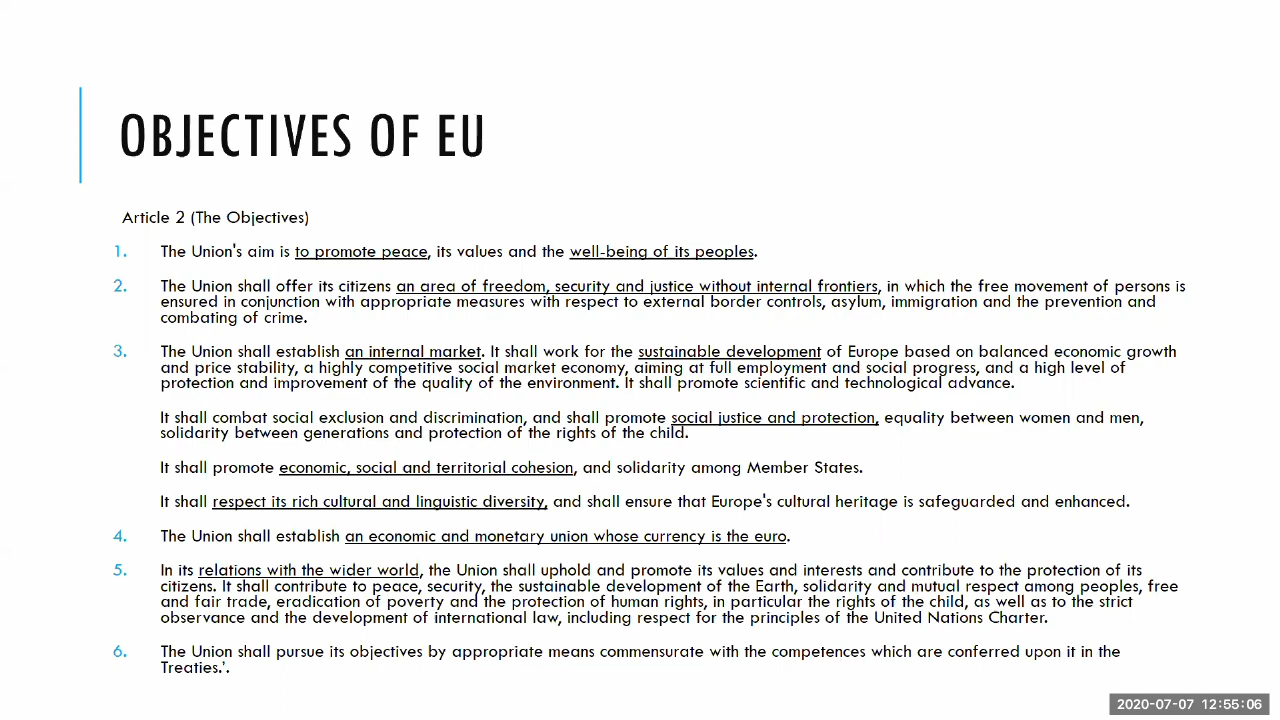 OBJECTIVES OF EU
Article 2 (The Objectives)
1. The Union's aim is to promote peace, its values and the well-being of its peoples.
2. The Union shall offer its citizens an area of freedom, security and justice without internal frontiers, in which the free movement of persons is
ensured in conjunction with appropriate measures with respect to external border controls, asylum, immigration and the prevention and
combating of crime.
3. The Union shall establish an internal market. It shall work for the sustainable development of Europe based on balanced economic growth
and price stability, a highly competitive social market economy, aiming at full employment and social progress, and a high level of
protection and improvement of the quality of the environment. It shall promote scientific and technological advance.
It shall combat social exclusion and discrimination, and shall promote social justice and protection, equality between women and men,
solidarity between generations and protection of the rights of the child.
It shall promote economic, social and territorial cohesion, and solidarity among Member States.
It shall respect its rich cultural and linguistic diversity, and shall ensure that Europe's cultural heritage is safeguarded and enhanced.
4. The Union shall establish an economic and monetary union whose currency is the euro.
5. In its relations with the wider world, the Union shall uphold and promote its values and interests and contribute to the protection of its
citizens. It shall contribute to peace, security, the sustainable development of the Earth, solidarity and mutual respect among peoples, free
and fair trade, eradication of poverty and the protection of human rights, in particular the rights of the child, as well as to the strict
observance and the development of international law, including respect for the principles of the United Nations Charter.
6. The Union shall pursue its objectives by appropriate means commensurate with the competences which are conferred upon it in the
Treaties.'.
2020-07-07 12:55:06